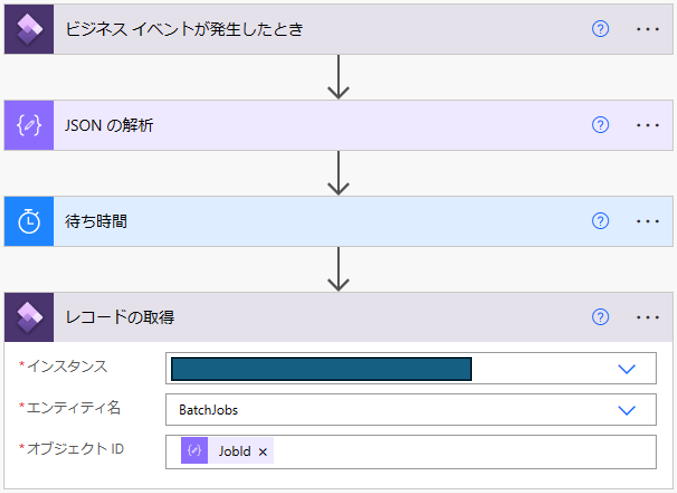 ビジネス イベントが発生したとき
JSON の解析
待ち時間
レコードの取得
*インスタンス
*エンティティ名 BatchJobs
*オブジェクト ID JobId ×